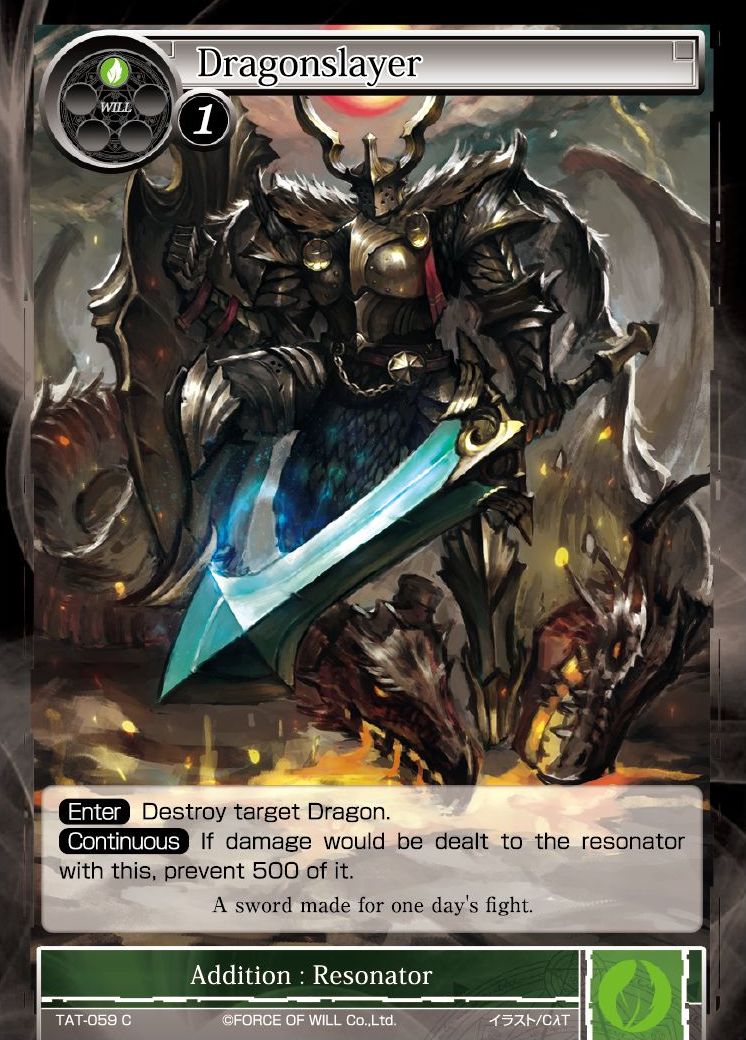 Dragonslayer
WILL
1
Enter Destroy target Dragon.
Continuous If damage would be dealt to the resonator
with this, prevent 500 of it.
A sword made for one day's fight.
Addition : Resonator
TAT-059 C ©FORCE OF WILL Co.,Ltd. イラスト/CλT